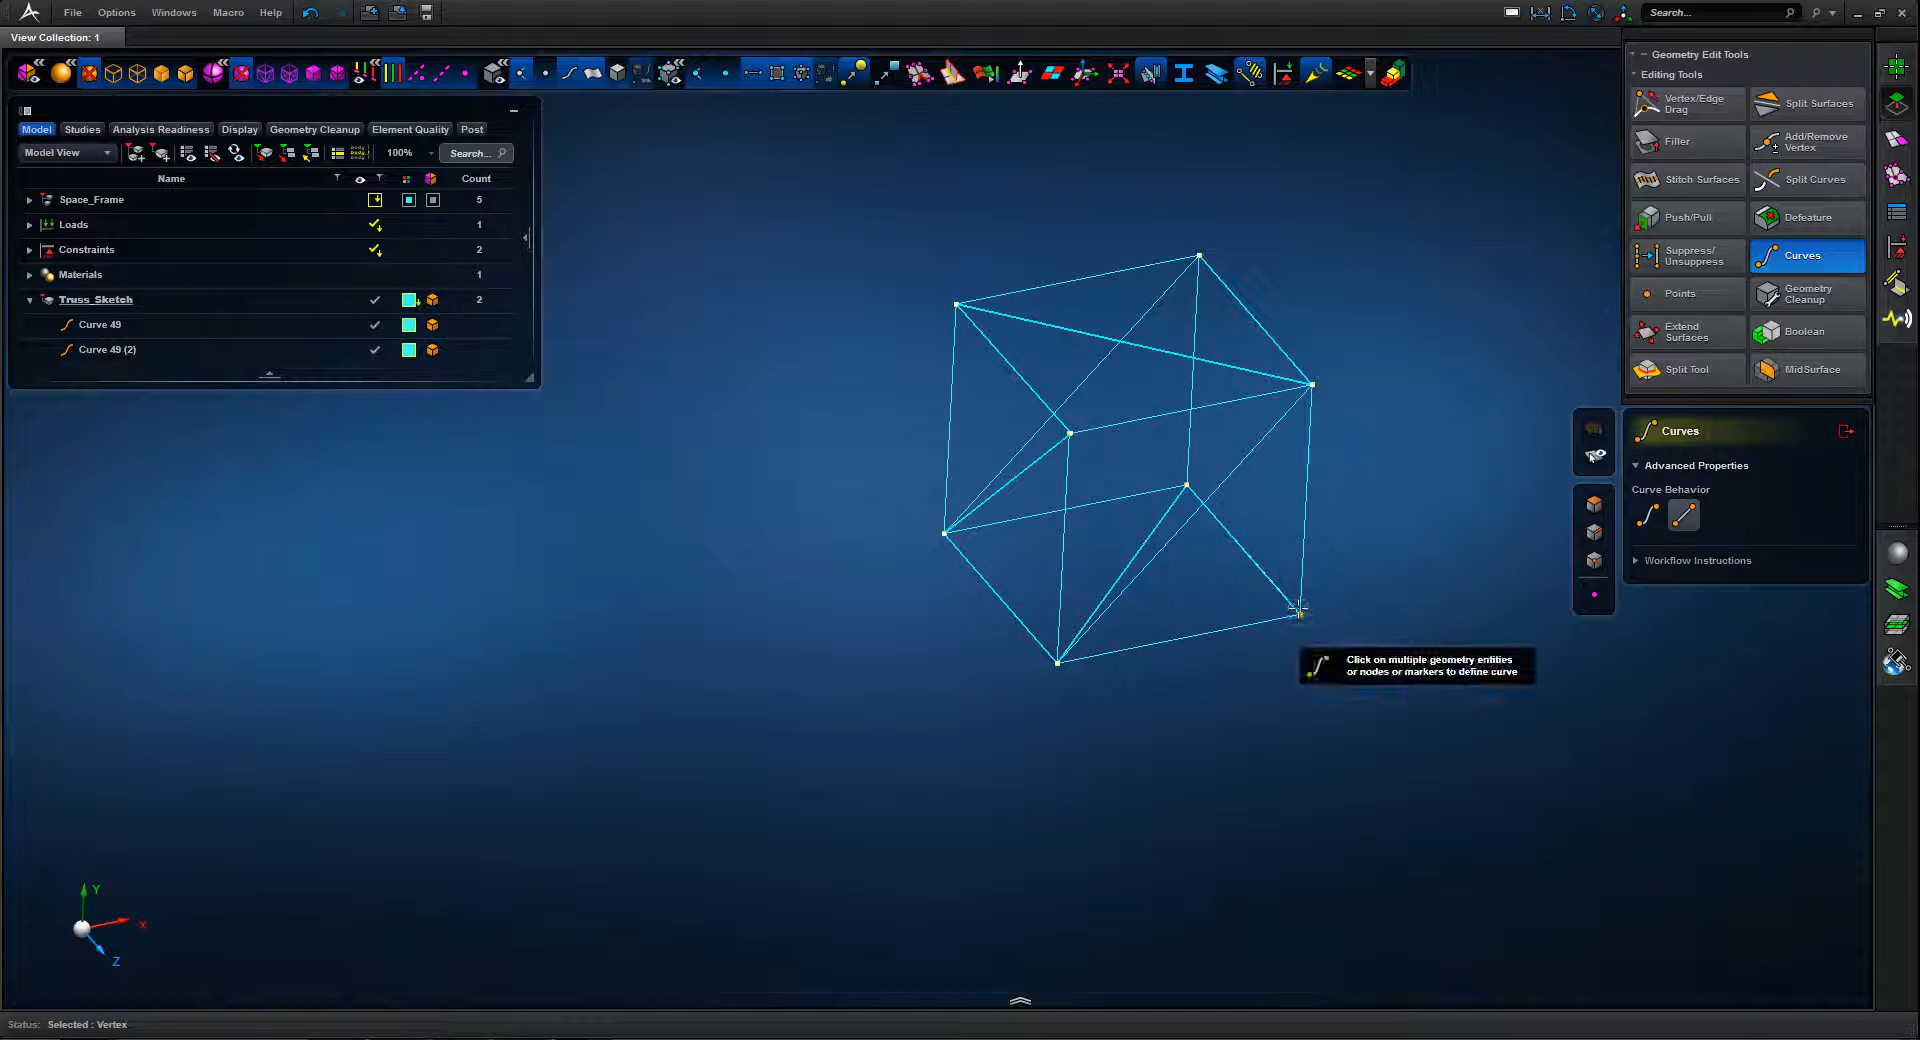 File Options Windows Macro Help
Search...
View Collection: 1
Geometry Edit Tools
Editing Tools
Vertex/Edge
Drag
Split Surfaces
Filler
Add/Remove
Vertex
Stitch Surfaces
Split Curves
Push/Pull
Defeature
Suppress/
Unsuppress
Curves
Points
Geometry
Cleanup
Extend
Surfaces
Boolean
Split Tool
MidSurface
Model Studies Analysis Readiness Display Geometry Cleanup Element Quality Post
Model View 100% Search...
Name Count
Space_Frame 5
Loads 1
Constraints 2
Materials 1
Truss_Sketch 2
Curve 49
Curve 49 (2)
Curves
Advanced Properties
Curve Behavior
Workflow Instructions
Click on multiple geometry entities
or nodes or markers to define curve
Y
X
Z
Status: Selected : Vertex